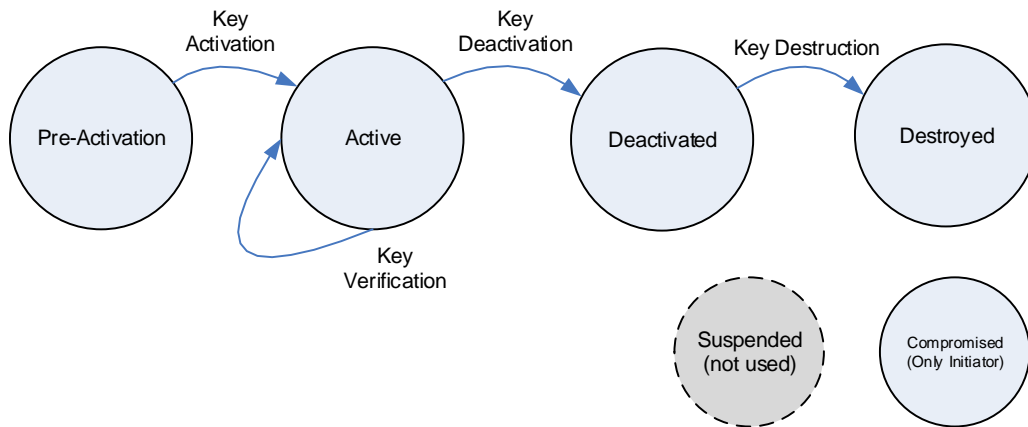 Key
Activation
Key
Deactivation
Key Destruction
Pre-Activation
Active
Deactivated
Destroyed
Key
Verification
Suspended
(not used)
Compromised
(Only Initiator)